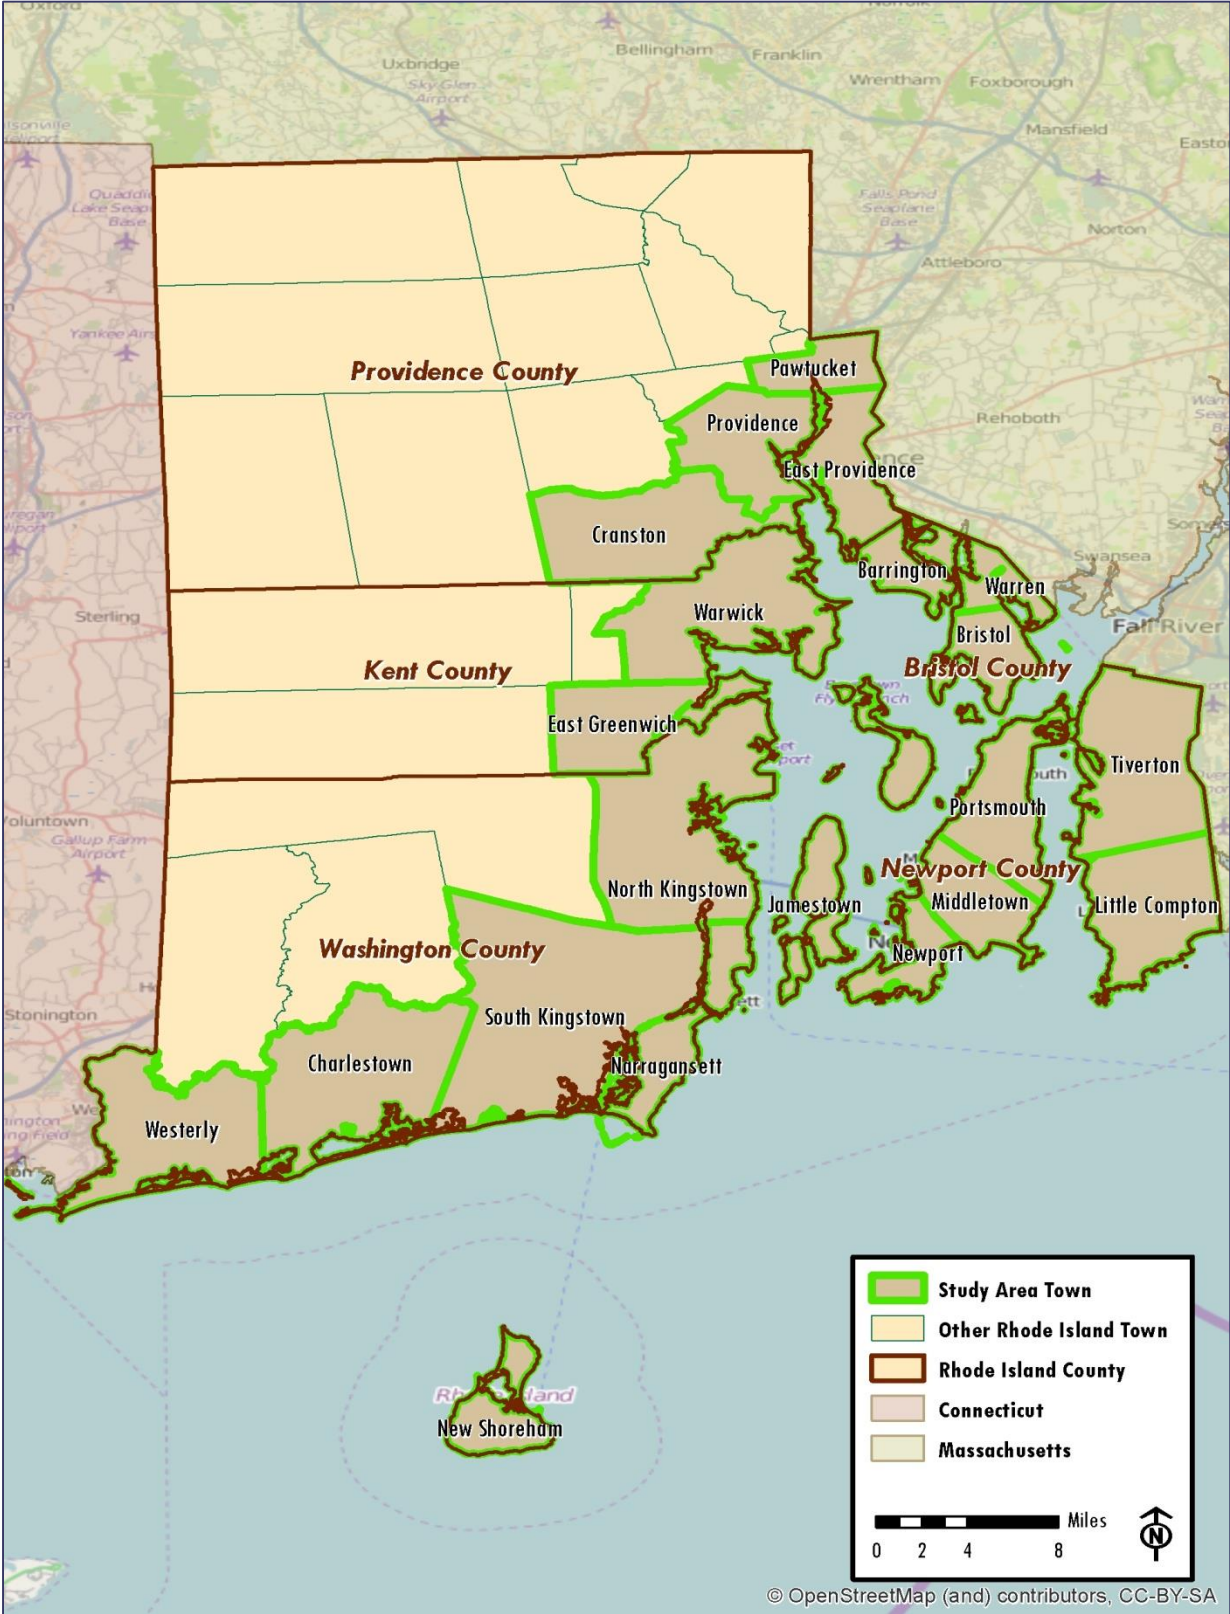 Oxford
Bellingham
Franklin
Uxbridge
Wrentham
Foxborough
Sky Glen
Airport
Mansfield
Easto
Quaddi
Lake Seap
Base
Falls Pond
Seaplane
Base
Norton
Attleboro
Yankee Airs
Pawtucket
Providence County
Rehoboth
Providence
East Providence
Cranston
Swansea
Barrington
Warren
Sterling
Warwick
Bristol
Fall River
Kent County
Bristol County
East Greenwich
Tiverton
Portsmouth
Voluntown
Gallup Farm
Airport
Newport County
North Kingstown
Jamestown
Middletown
Little Compton
Washington County
Newport
Stonington
South Kingstown
Charlestown
Narragansett
Westerly
Study Area Town
Other Rhode Island Town
Rhode Island County
Connecticut
Massachusetts
New Shoreham
Miles
0 2 4 8
N
© OpenStreetMap (and) contributors, CC-BY-SA